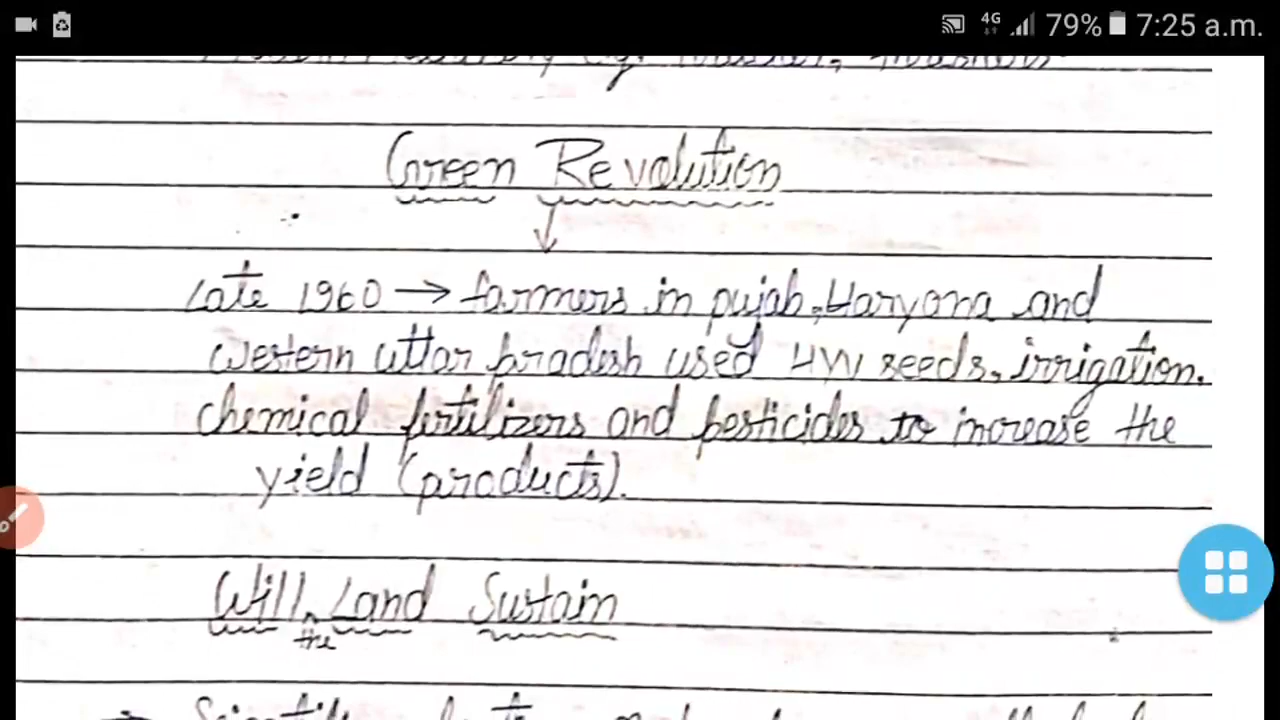 4G 79% 7:25 a.m.
Green Revolution
Late 1960 → farmers in pujab, Haryana and
Western Uttar pradesh used HYV seeds, irrigation.
chemical fertilizers and pesticides to increase the
yield (products).
Will the Land Sustain